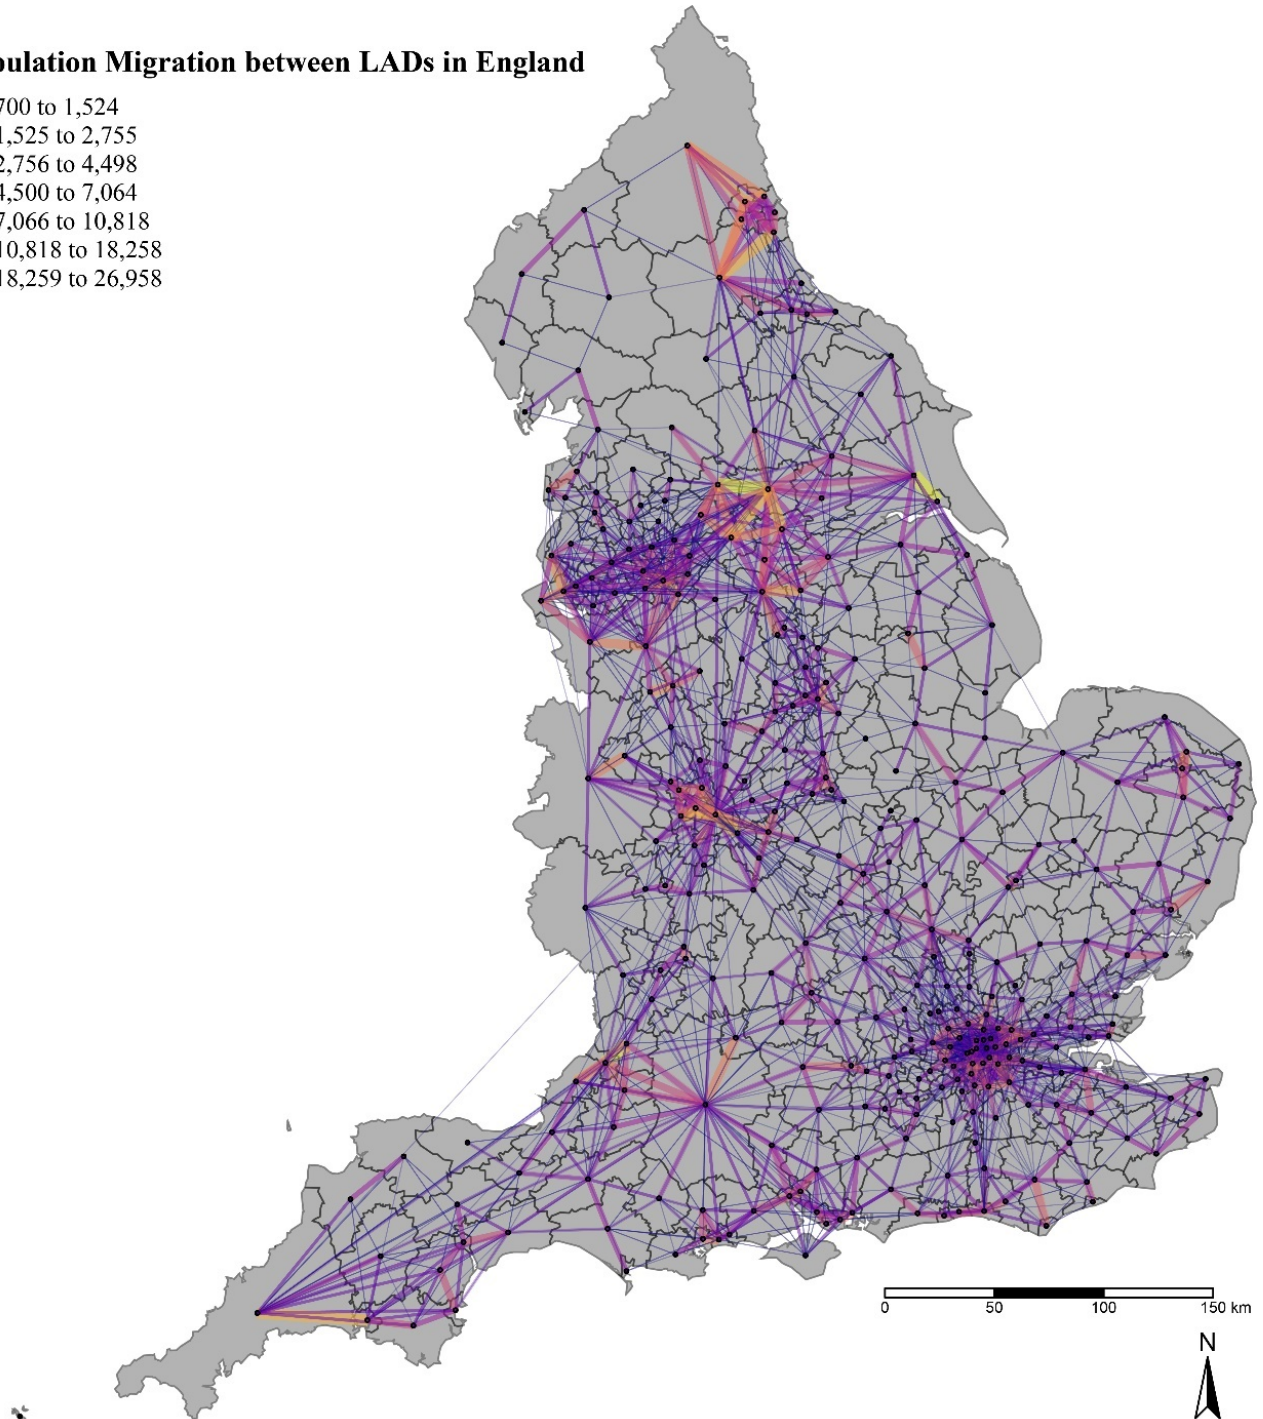 pulation Migration between LADs in England
700 to 1,524
1,525 to 2,755
2,756 to 4,498
4,500 to 7,064
7,066 to 10,818
10,818 to 18,258
18,259 to 26,958
0 50 100 150 km
N